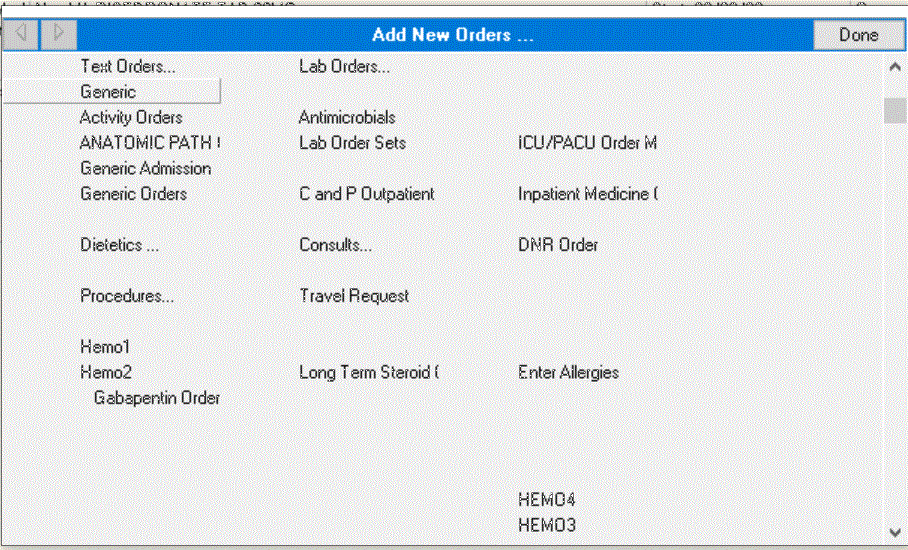 Add New Orders ... Done
Text Orders... Lab Orders...
Generic
Activity Orders Antimicrobials
ANATOMIC PATH Lab Order Sets iCU/PACU Order M
Generic Admission
Generic Orders C and P Outpatient Inpatient Medicine (
Dietetics ... Consults... DNR Order
Procedures... Travel Request
Hemo1
Hemo2 Long Term Steroid ( Enter Allergies
Gabapentin Order
HEMO4
HEMO3